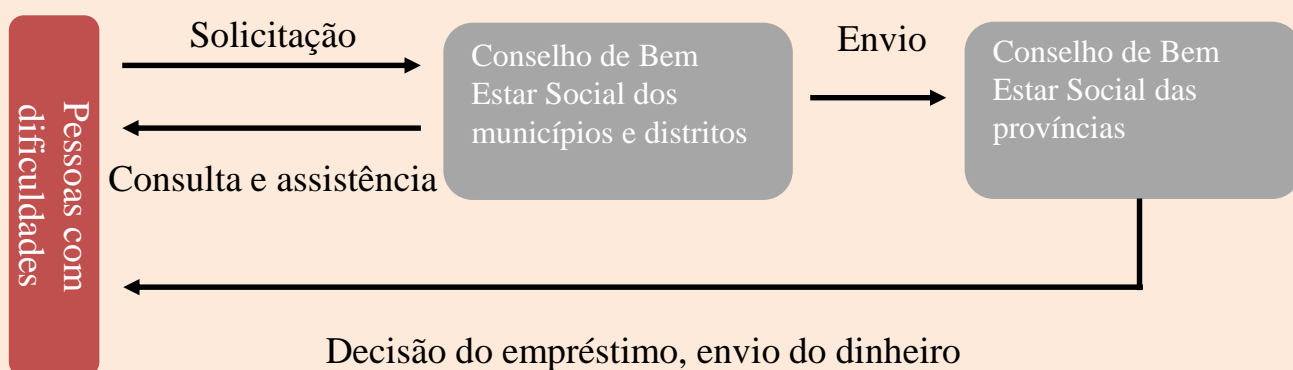 Pessoas com
dificuldades
Solicitação
Consulta e assistência
Conselho de Bem
Estar Social dos
municípios e distritos
Envio
Conselho de Bem
Estar Social das
províncias
Decisão do empréstimo, envio do dinheiro